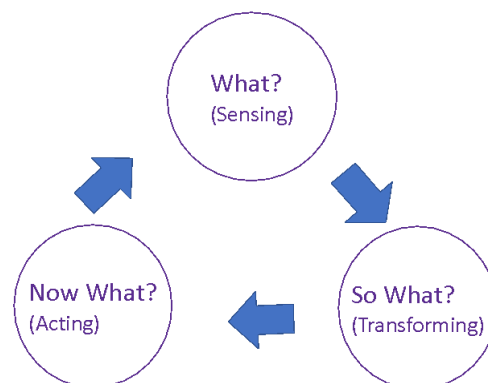 What?
(Sensing)
So What?
(Transforming)
Now What?
(Acting)